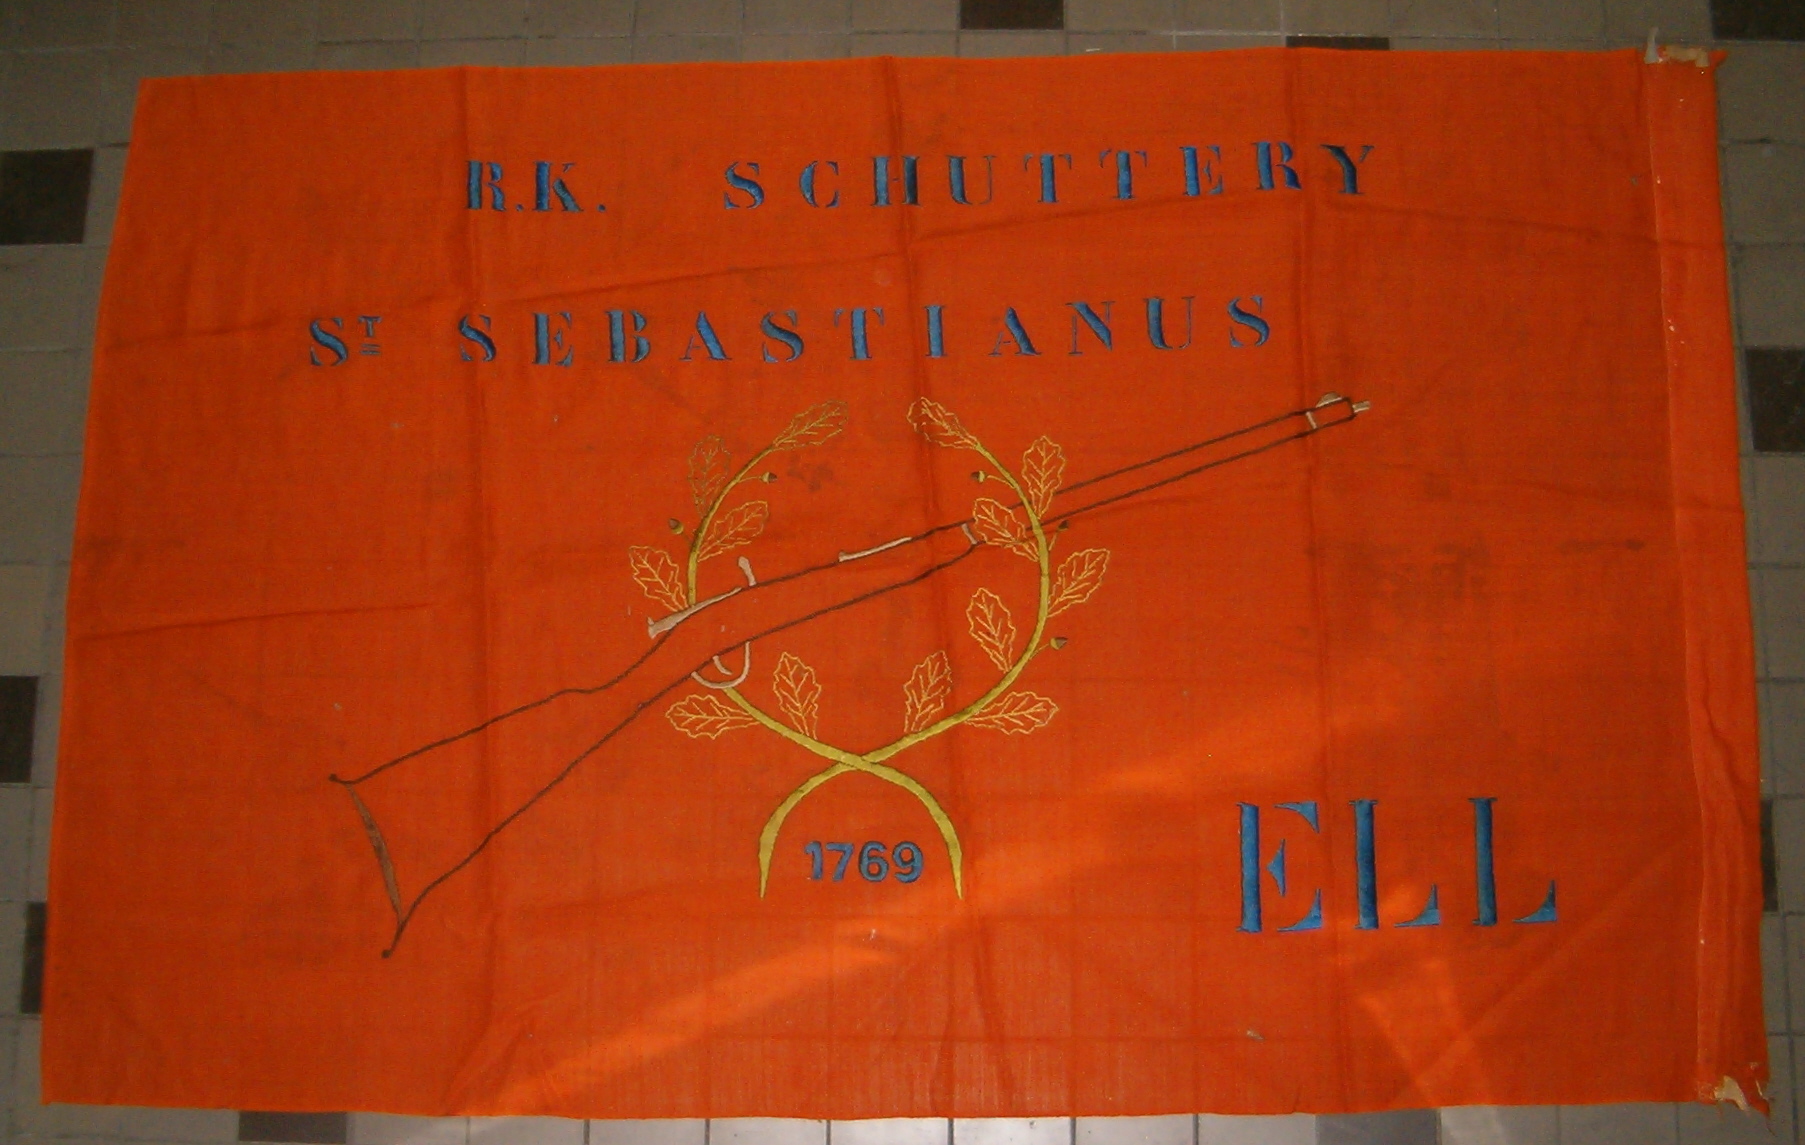 R.K. SCHUTTERY
ST SEBASTIANUS
1769
ELL